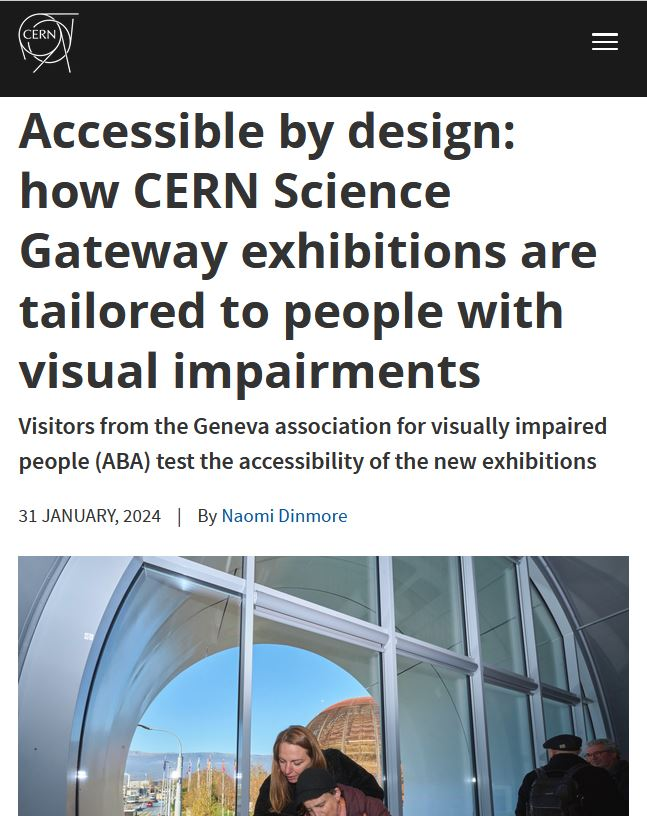 CERN
Accessible by design:
how CERN Science
Gateway exhibitions are
tailored to people with
visual impairments
Visitors from the Geneva association for visually impaired
people (ABA) test the accessibility of the new exhibitions
31 JANUARY, 2024 | By Naomi Dinmore